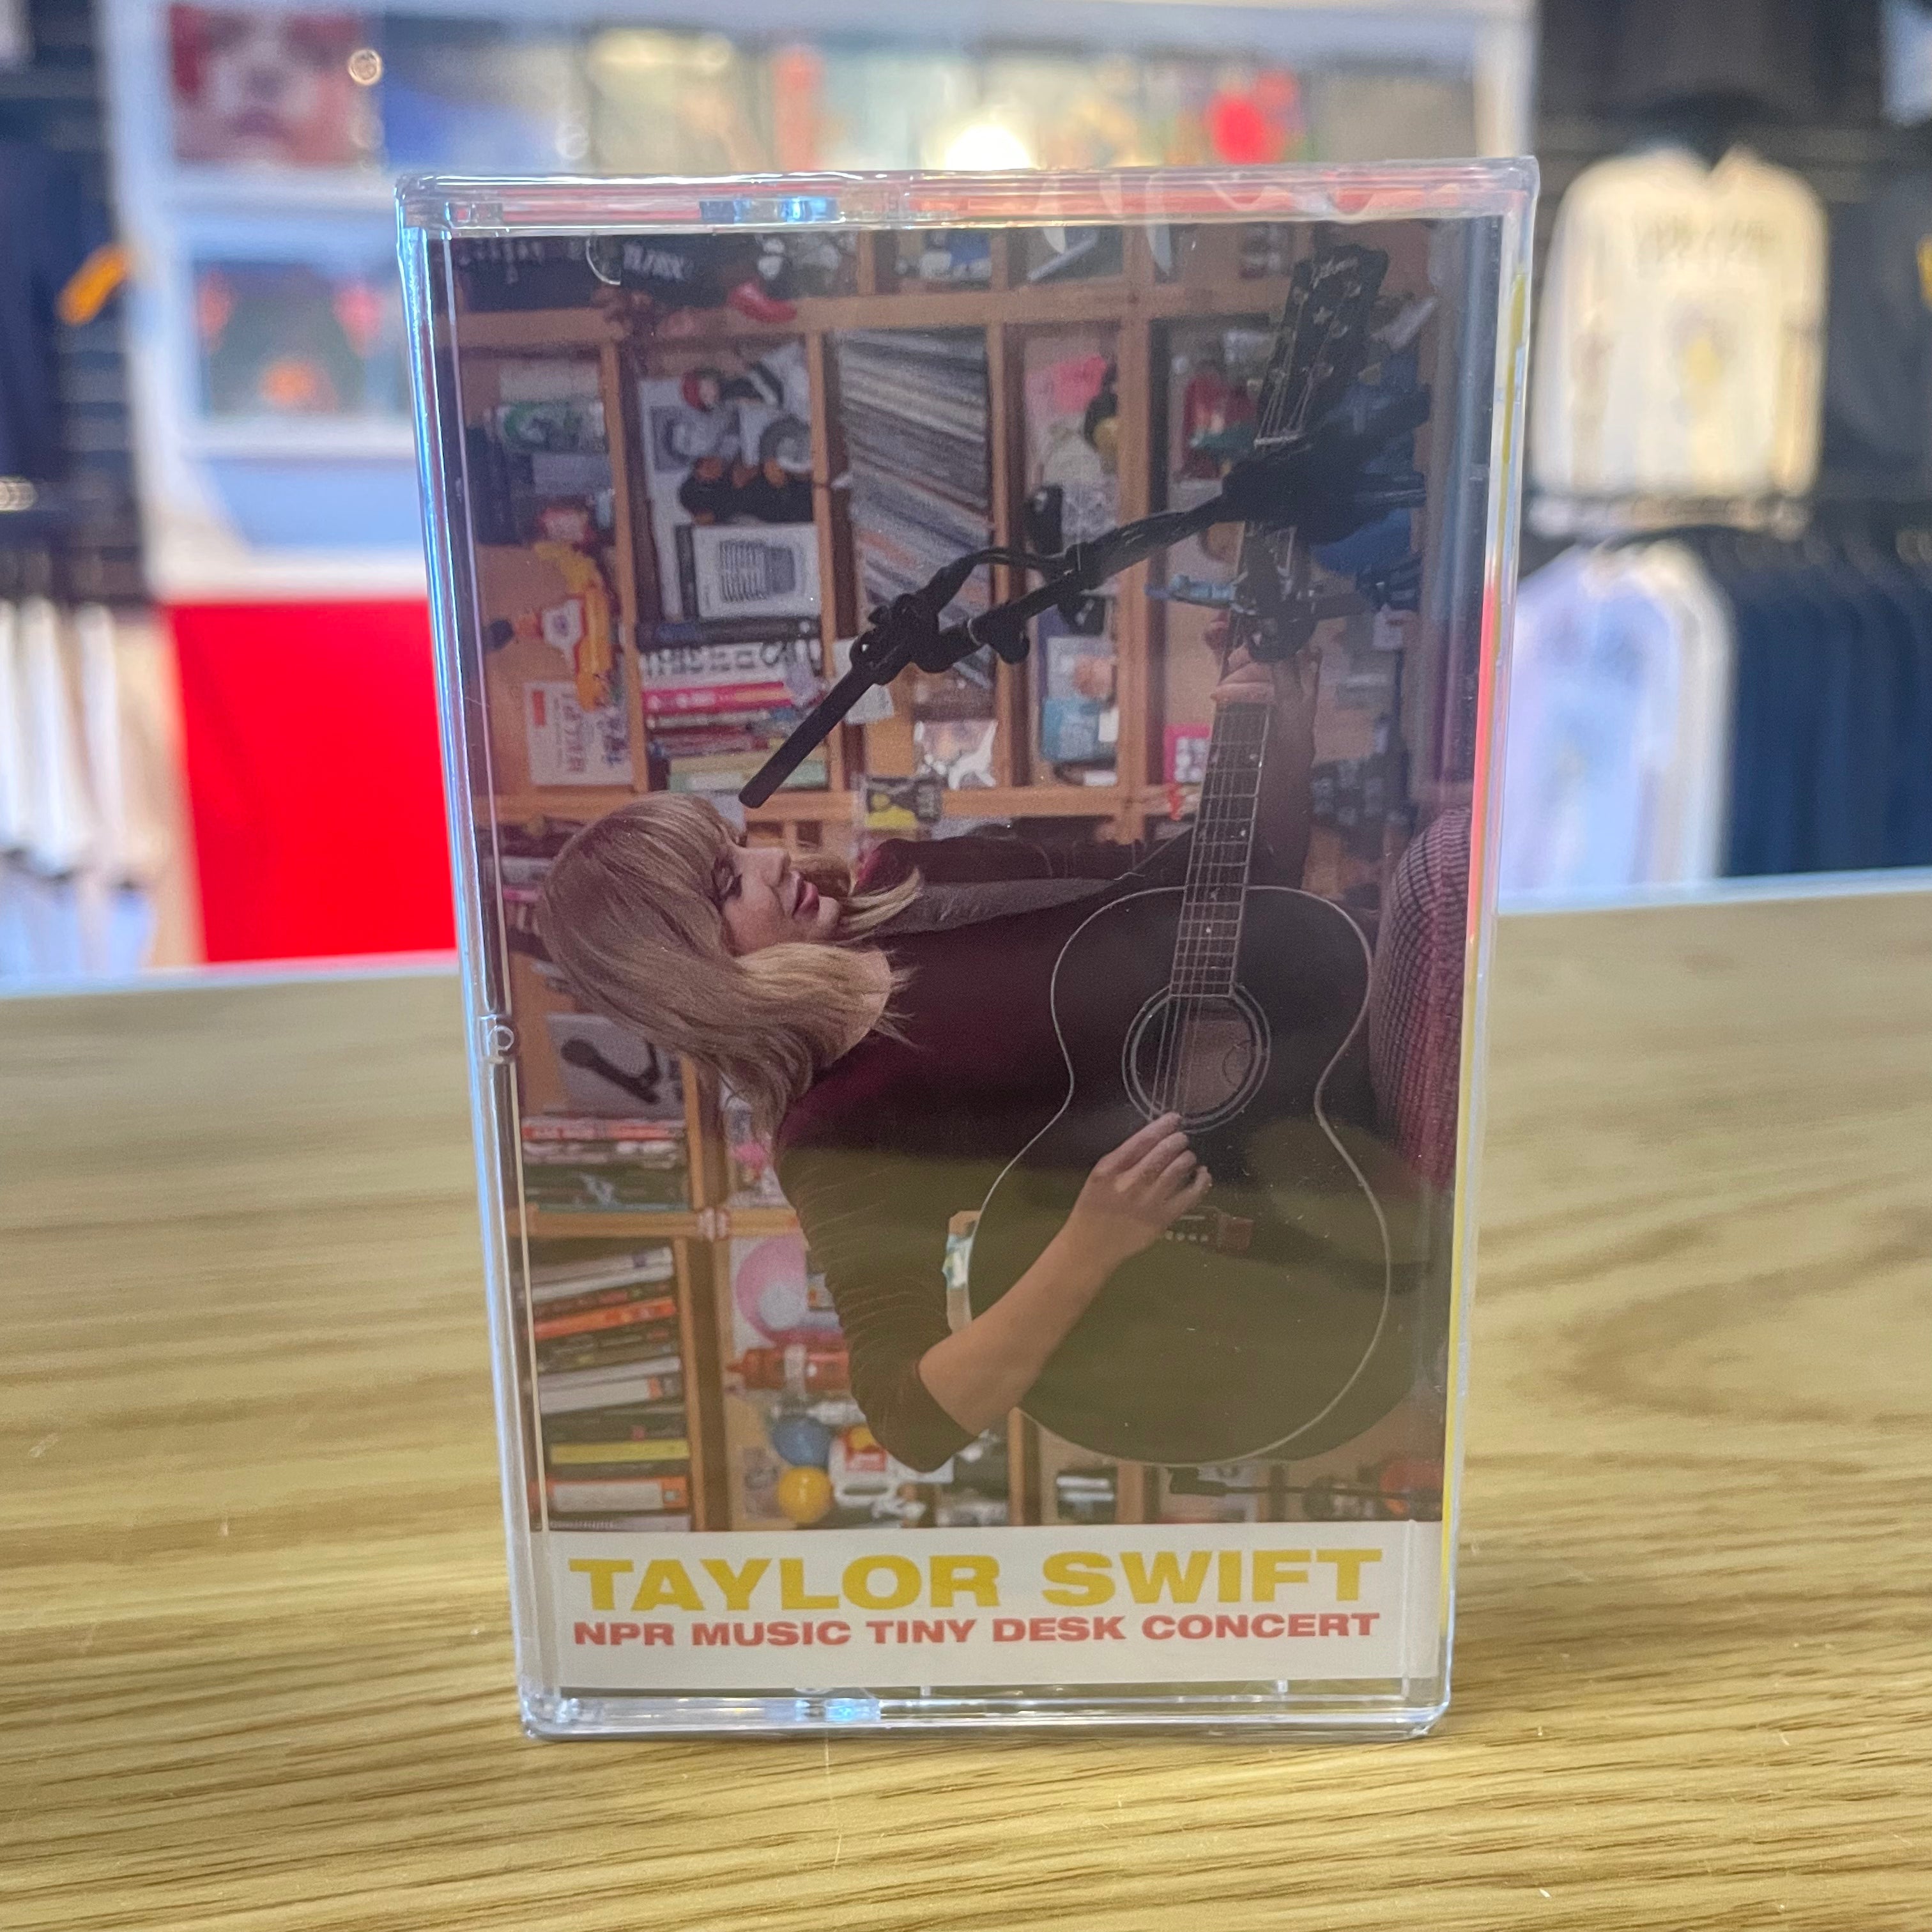 TAYLOR SWIFT
NPR MUSIC TINY DESK CONCERT